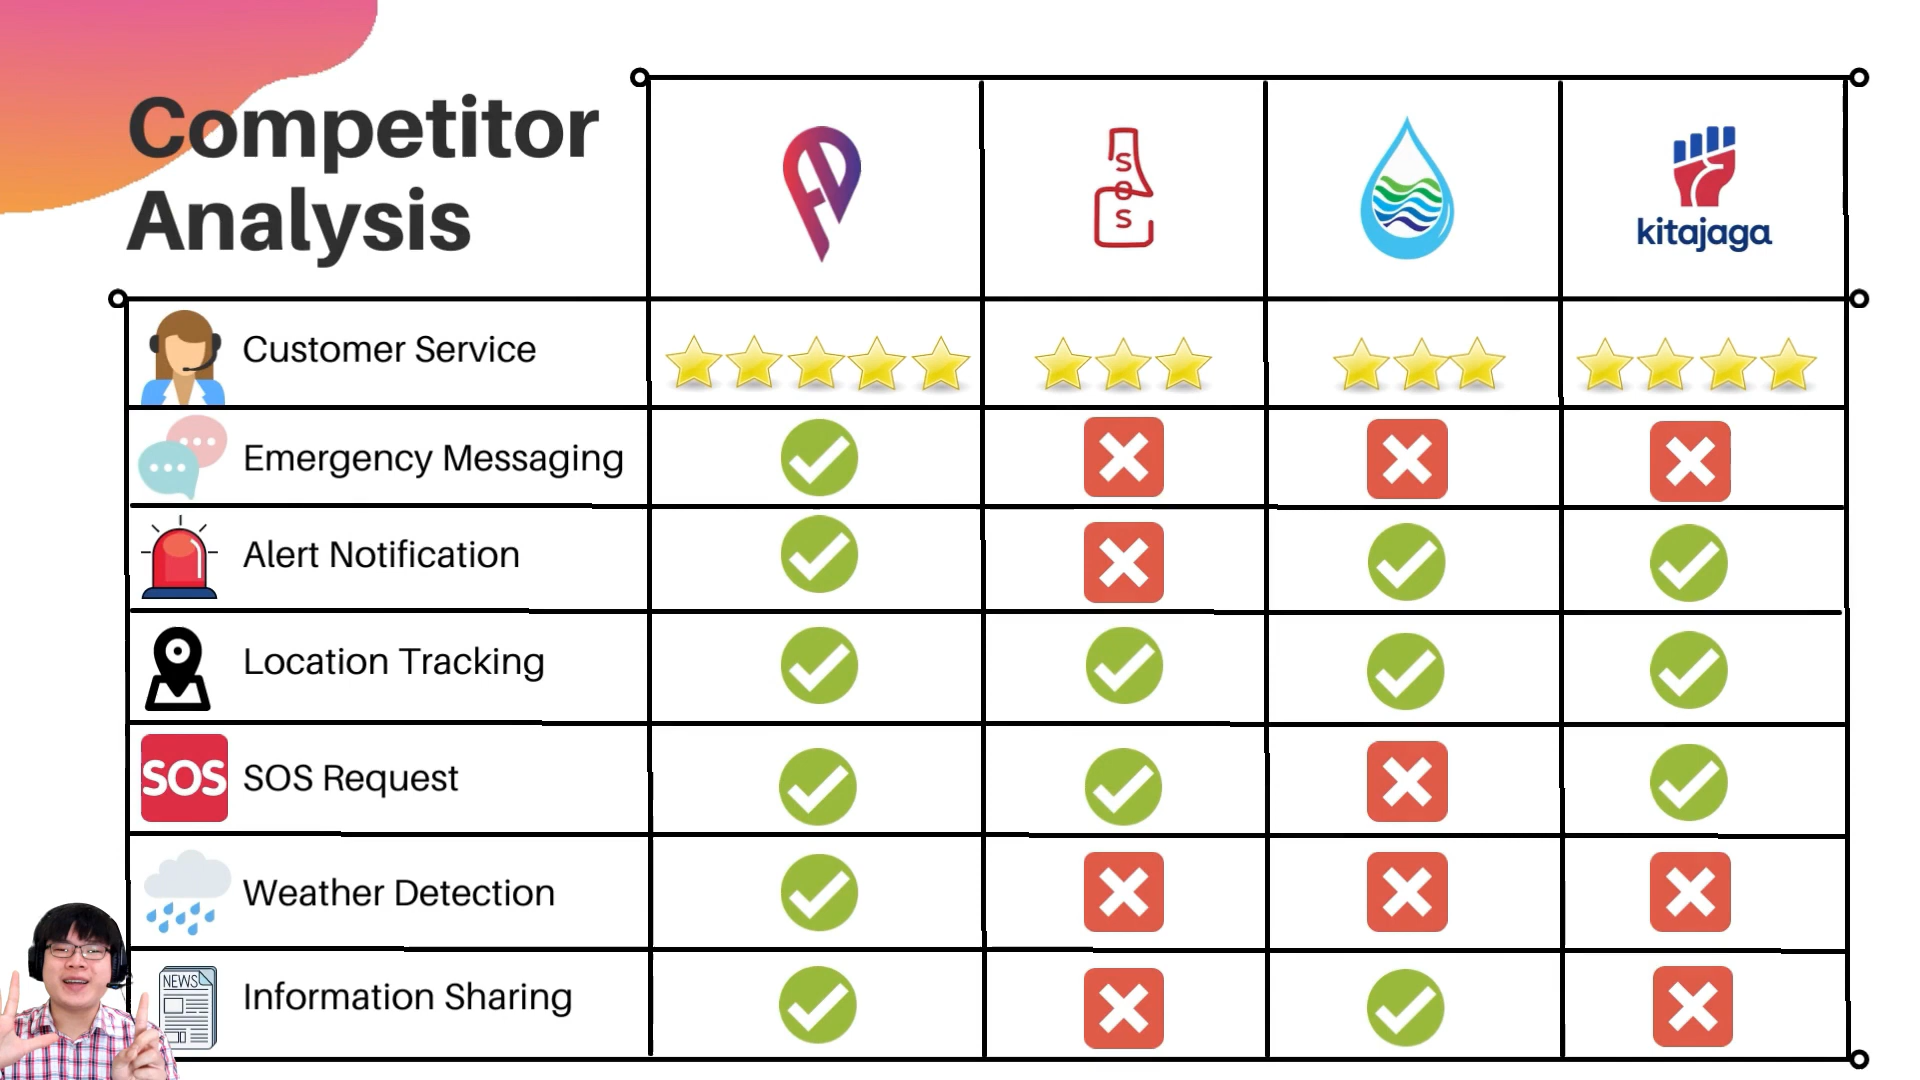 Competitor
Analysis
S
O
S
kitajaga
Customer Service
Emergency Messaging
Alert Notification
Location Tracking
SOS
SOS Request
Weather Detection
NEWS
Information Sharing